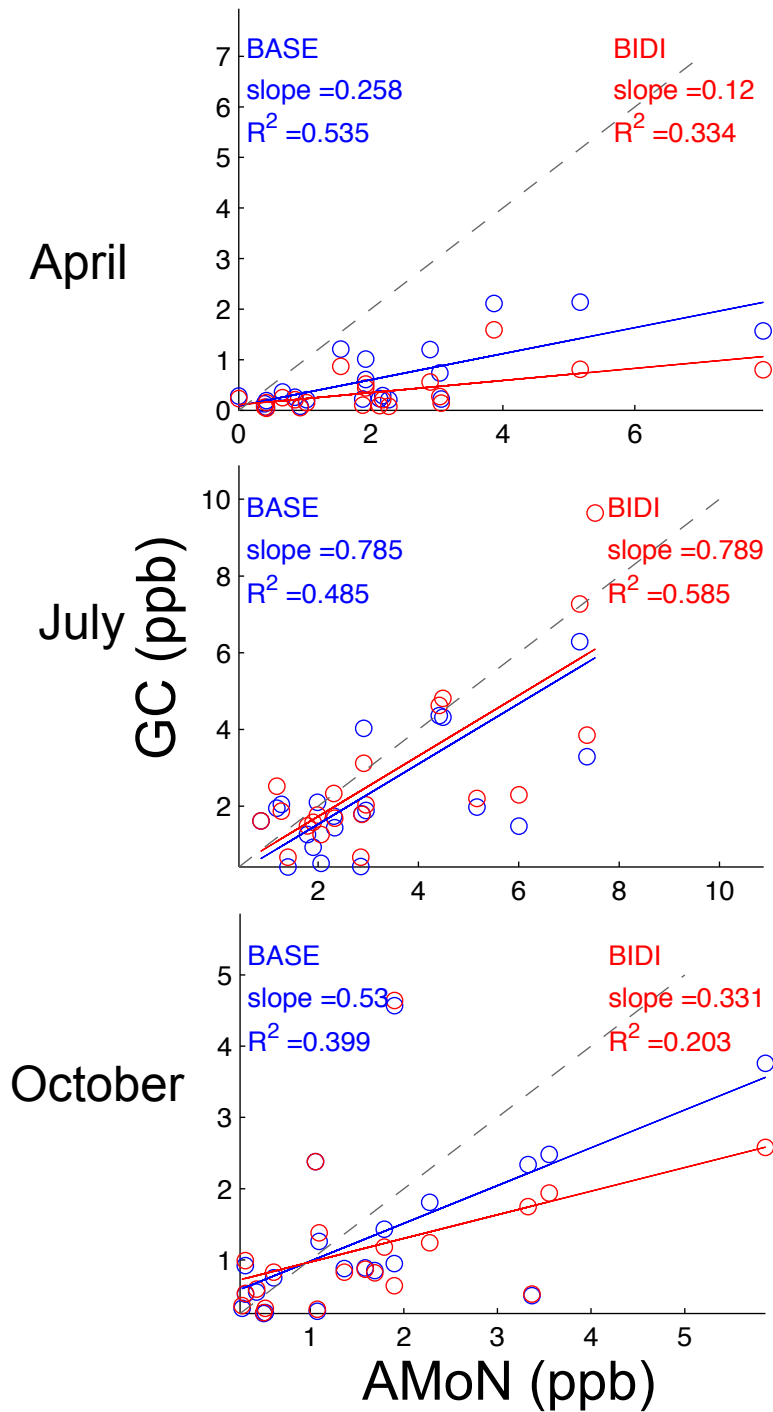 7
6
5
4
3
2
1
0
BASE
slope =0.258
R² =0.535
BIDI
slope =0.12
R² =0.334
April
0 2 4 6
10
8
6
4
2
BASE
slope =0.785
R² =0.485
BIDI
slope =0.789
R² =0.585
July
GC (ppb)
2 4 6 8 10
5
4
3
2
1
BASE
slope =0.53
R² =0.399
BIDI
slope =0.331
R² =0.203
October
1 2 3 4 5
AMoN (ppb)